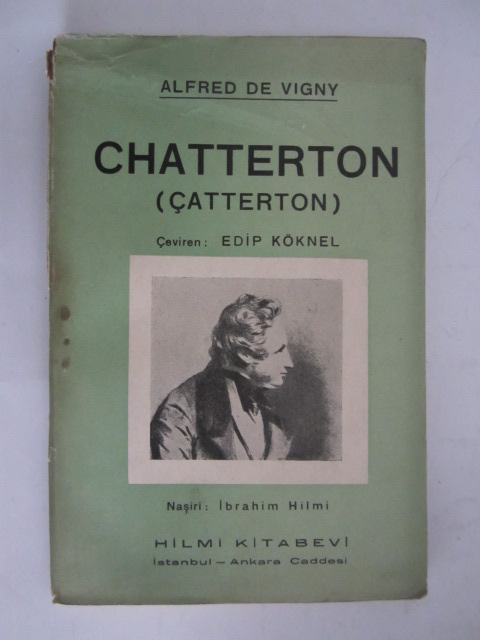 ALFRED DE VIGNY
CHATTERTON
(ÇATTERTON)
Çeviren: EDİP KÖKNEL
Naşiri: İbrahim Hilmi
HİLMİ KİTABEVİ
İstanbul — Ankara Caddesi